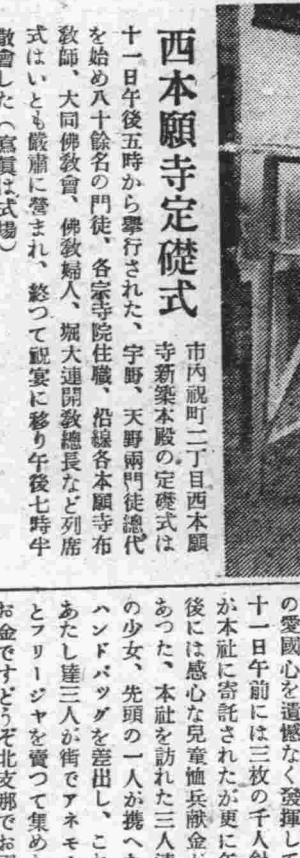 西本願寺定礎式
市内祝町二丁目西本願
寺新築本殿の定礎式は
十一日午後五時から擧行された、宇野、天野兩門徒總代
を始め八十餘名の門徒、各宗寺院住職、沿線各本願寺布
敎師、大同佛敎會、佛敎婦人、堀大連開敎總長など列席
式はいとも嚴肅に營まれ、終つて祝宴に移り午後七時半
散會した（寫眞は式場）
の愛國心を遺憾なく發揮して
十一日午前には三枚の千人針
が本社に寄託されたが更に午
後には感心な兒童恤兵獻金が
あつた、本社を訪れた三人連
の少女、先頭の一人が携へた
ハンドバツグを差出し、これ
あたし達三人が街でアネモ
とフリージヤを賣つて集め
お金ですどうぞ北支那でお